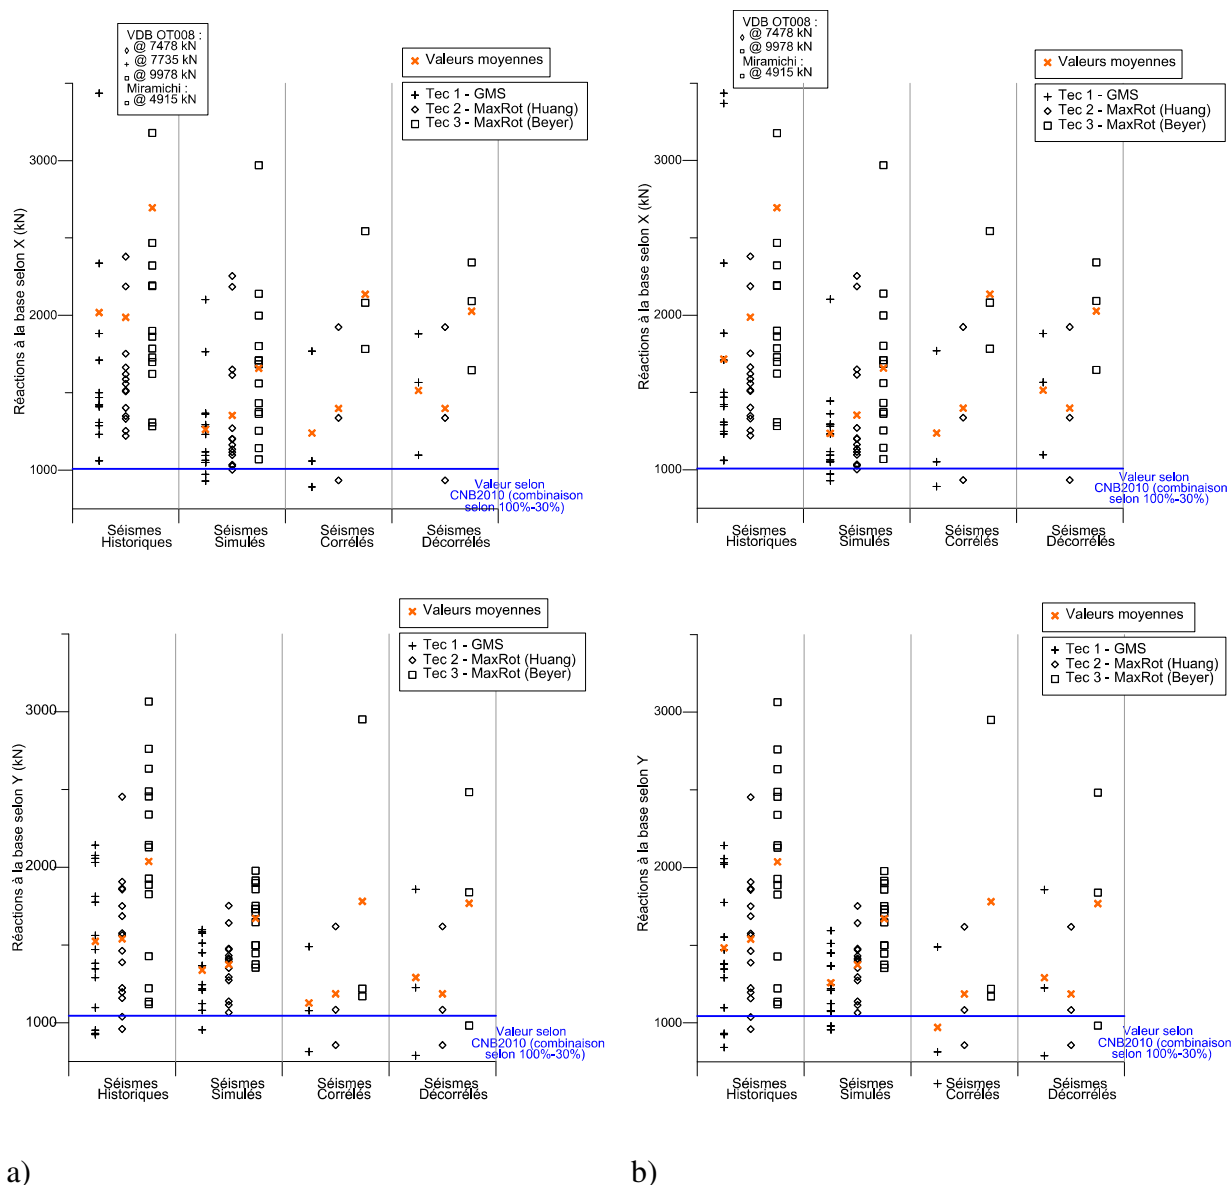 VDB OT008 :
@ 7478 kN
@ 7735 kN
@ 9978 kN
Miramichi :
@ 4915 kN
Valeurs moyennes
Tec 1 - GMS
Tec 2 - MaxRot (Huang)
Tec 3 - MaxRot (Beyer)
Réactions à la base selon X (kN)
3000
2000
1000
Valeur selon
CNB2010 (combinaison
selon 100%-30%)
Séismes
Historiques
Séismes
Simulés
Séismes
Corrélés
Séismes
Décorrélés
VDB OT008 :
@ 7478 kN
@ 9978 kN
Miramichi :
@ 4915 kN
Valeurs moyennes
Tec 1 - GMS
Tec 2 - MaxRot (Huang)
Tec 3 - MaxRot (Beyer)
Réactions à la base selon X (kN)
3000
2000
1000
Valeur selon
CNB2010 (combinaison
selon 100%-30%)
Séismes
Historiques
Séismes
Simulés
Séismes
Corrélés
Séismes
Décorrélés
Valeurs moyennes
Tec 1 - GMS
Tec 2 - MaxRot (Huang)
Tec 3 - MaxRot (Beyer)
Réactions à la base selon Y (kN)
3000
2000
1000
Valeur selon
CNB2010 (combinaison
selon 100%-30%)
Séismes
Historiques
Séismes
Simulés
Séismes
Corrélés
Séismes
Décorrélés
Valeurs moyennes
Tec 1 - GMS
Tec 2 - MaxRot (Huang)
Tec 3 - MaxRot (Beyer)
Réactions à la base selon Y
3000
2000
1000
Valeur selon
CNB2010 (combinaison
selon 100%-30%)
Séismes
Historiques
Séismes
Simulés
Séismes
Corrélés
Séismes
Décorrélés
a)
b)